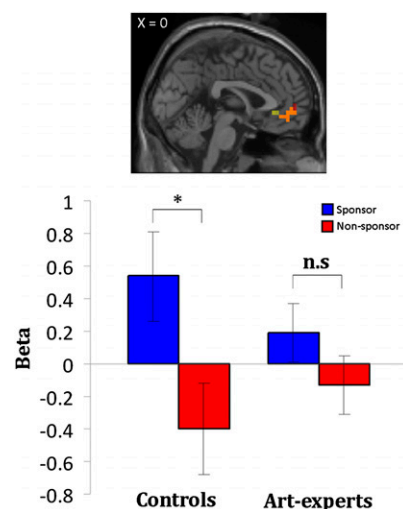 X = 0
1
0.8
0.6
0.4
0.2
0
-0.2
-0.4
-0.6
-0.8
Beta
Sponsor
Non-sponsor
*
n.s
Controls
Art-experts